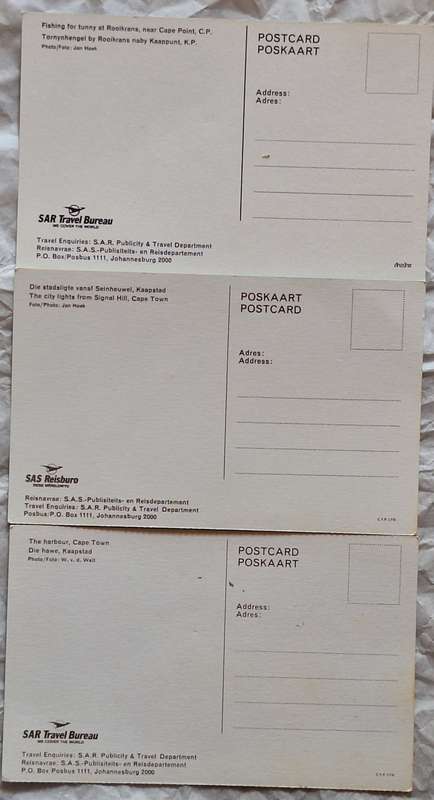 Fishing for tunny at Rooikrans, near Cape Point, C.P.
Tornynhengel by Rooikrans naby Kaappunt, K.P.
Photo/Foto: Jan Hoek
POSTCARD
POSKAART
Address:
Adres:
SAR Travel Bureau
WE COVER THE WORLD
Travel Enquiries: S.A.R. Publicity & Travel Department
Reisnavrae: S.A.S.-Publisiteits- en Reisdepartement
P.O. Box/Posbus 1111, Johannesburg 2000
Die stadsligte vanaf Seinheuwel, Kaapstad
The city lights from Signal Hill, Cape Town
Foto/Photo: Jan Hoek
POSKAART
POSTCARD
Adres:
Address:
SAS Reisburo
Reisnavrae: S.A.S.-Publisiteits- en Reisdepartement
Travel Enquiries: S.A.R. Publicity & Travel Department
Posbus/P.O. Box 1111, Johannesburg 2000
The harbour, Cape Town
Die hawe, Kaapstad
Photo/Foto: W. v. d. Walt
POSTCARD
POSKAART
Address:
Adres:
SAR Travel Bureau
WE COVER THE WORLD
Travel Enquiries: S.A.R. Publicity & Travel Department
Reisnavrae: S.A.S.-Publisiteits- en Reisdepartement
P.O. Box Posbus 1111, Johannesburg 2000